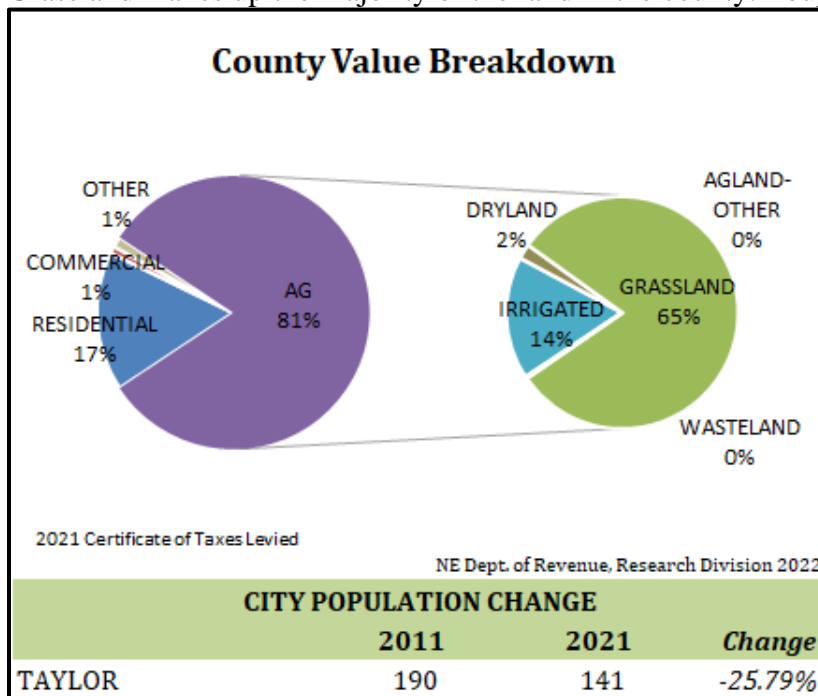 County Value Breakdown
OTHER
1%
COMMERCIAL
1%
RESIDENTIAL
17%
AG
81%
DRYLAND
2%
IRRIGATED
14%
AGLAND-
OTHER
0%
GRASSLAND
65%
WASTELAND
0%
2021 Certificate of Taxes Levied
NE Dept. of Revenue, Research Division 2022
CITY POPULATION CHANGE
2011 2021 Change
TAYLOR 190 141 -25.79%